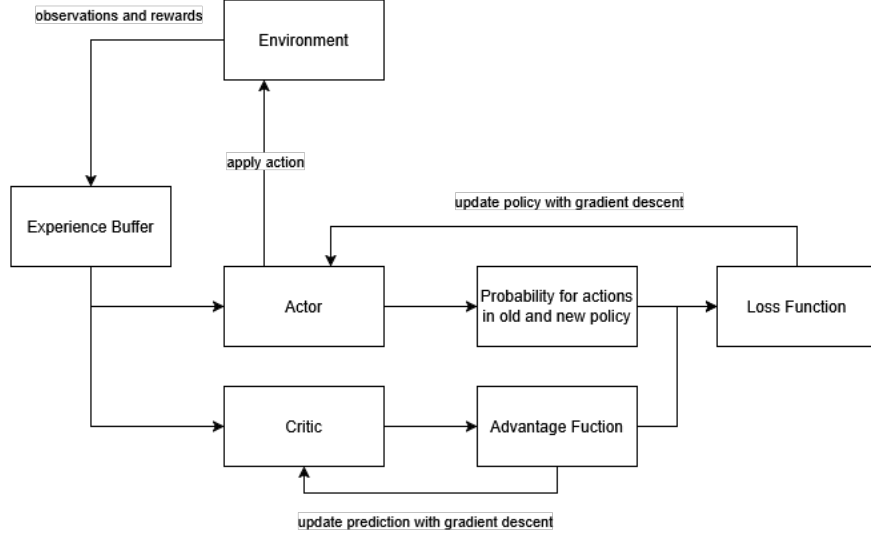 observations and rewards
Environment
apply action
update policy with gradient descent
Experience Buffer
Actor
Probability for actions
in old and new policy
Loss Function
Critic
Advantage Fuction
update prediction with gradient descent